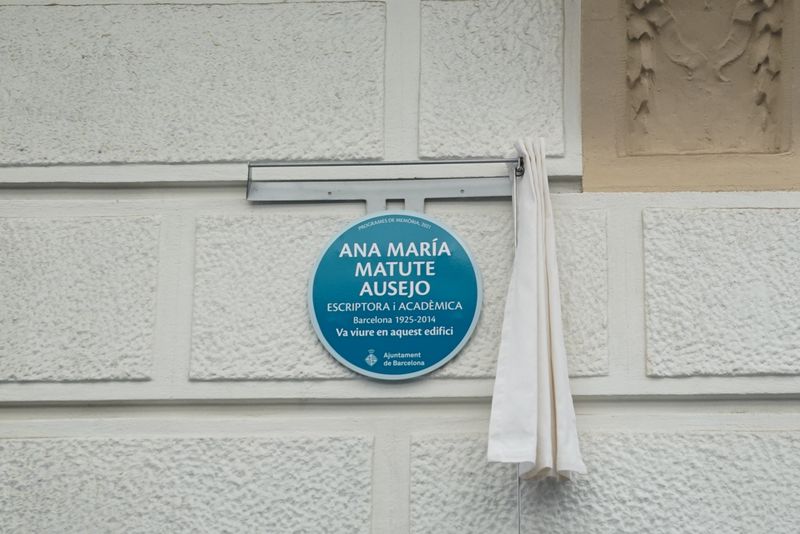 PROGRAMES DE MEMÒRIA, 2021
ANA MARÍA
MATUTE
AUSEJO
ESCRIPTORA i ACADÈMICA
Barcelona 1925-2014
Va viure en aquest edifici
Ajuntament
de Barcelona